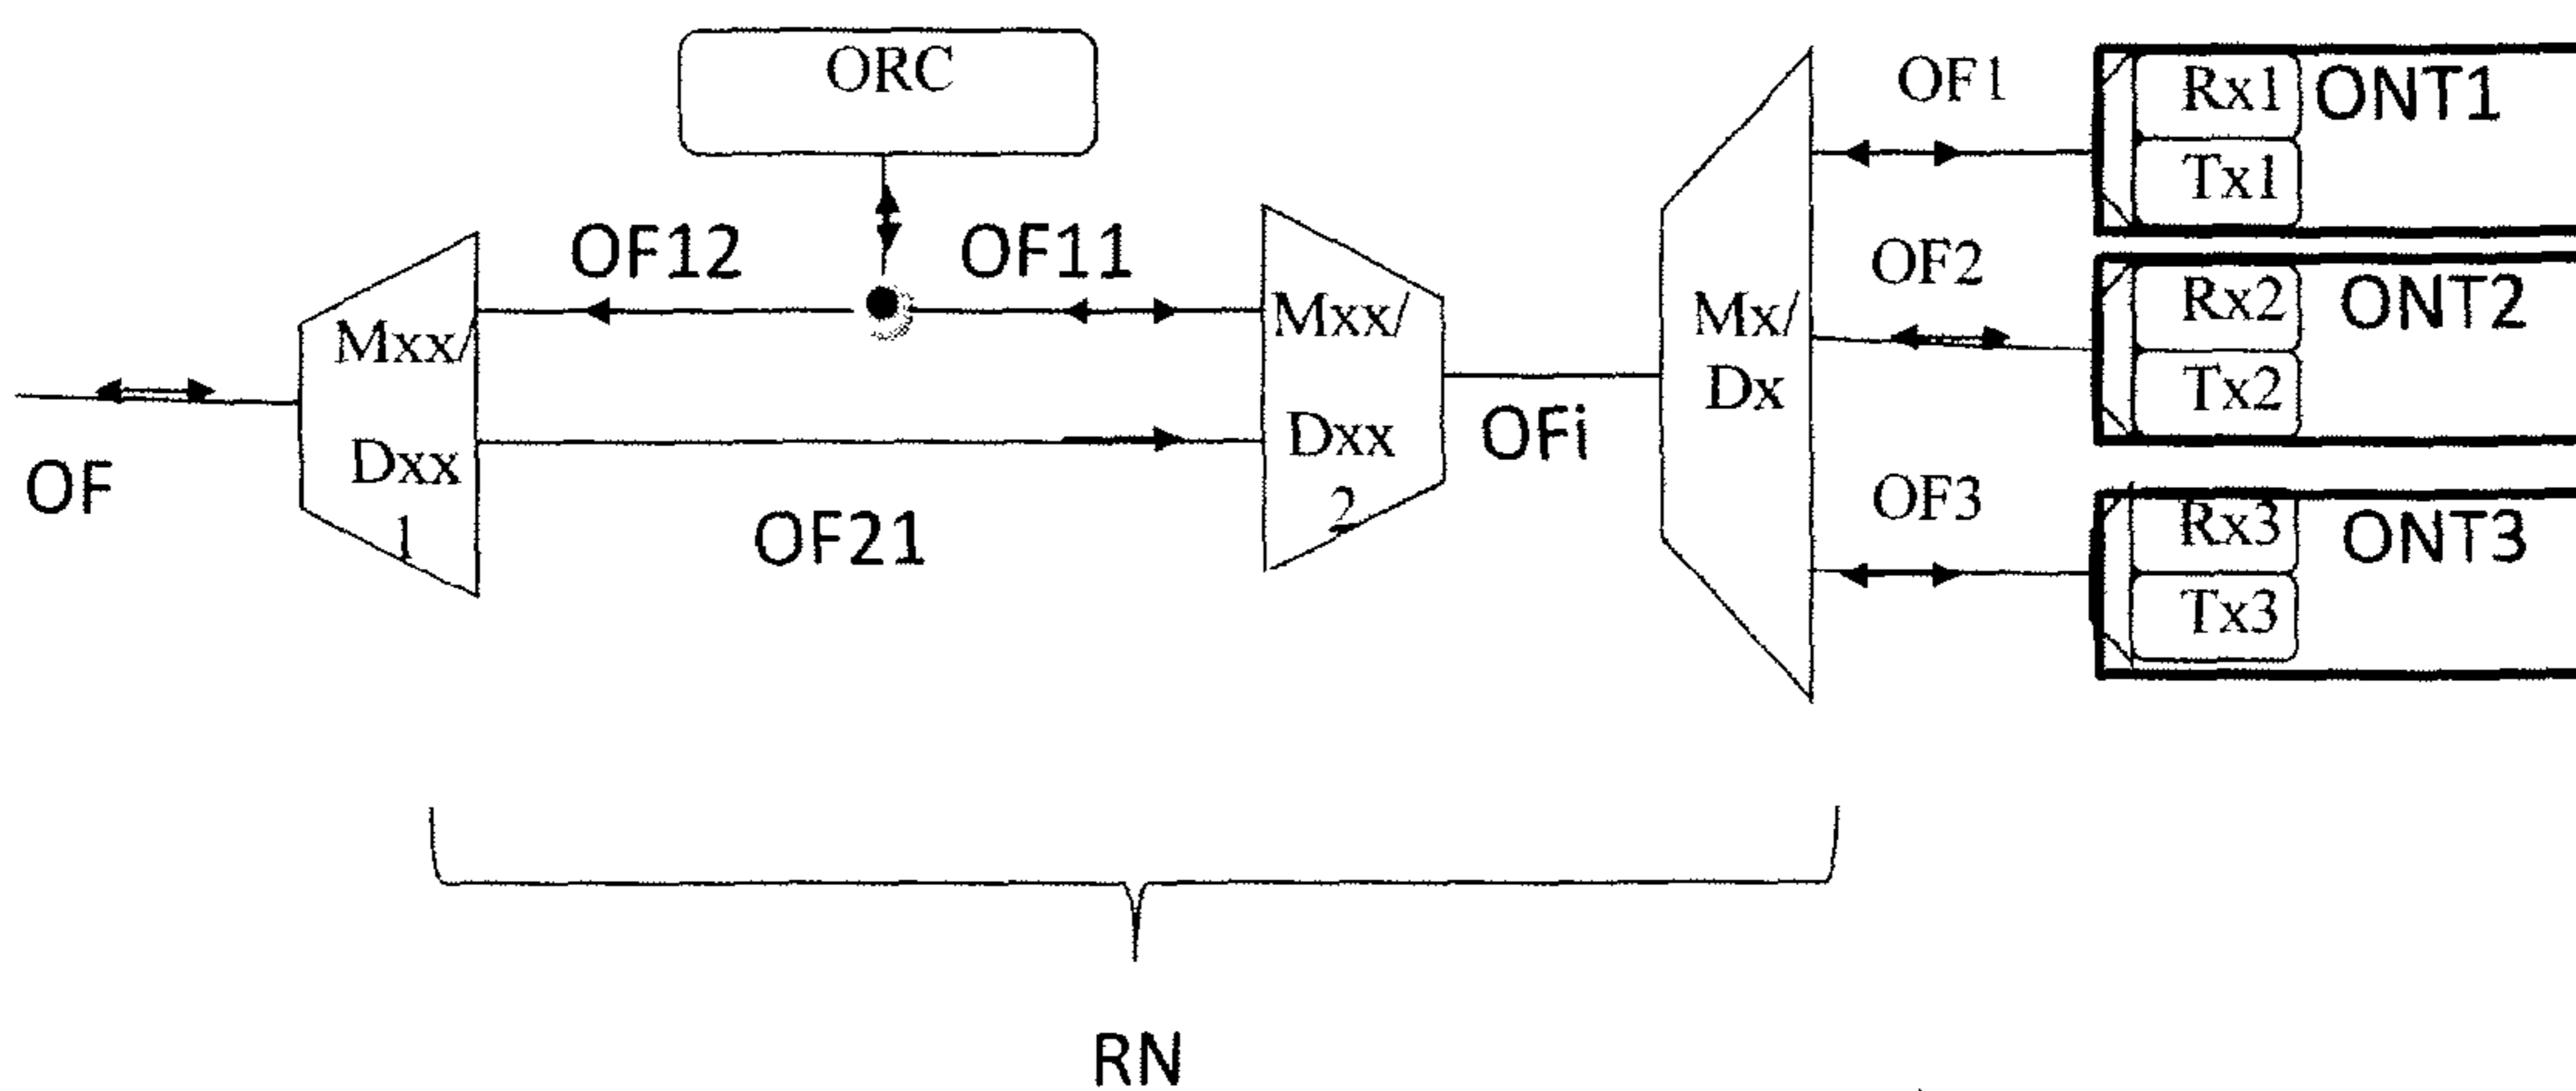 ORC
OF12
OF11
Mxx/
Dxx
1
OF
OF21
Mxx/
Dxx
2
OFi
Mx/
Dx
OF1
OF2
OF3
Rx1
Tx1
ONT1
Rx2
Tx2
ONT2
Rx3
Tx3
ONT3
RN